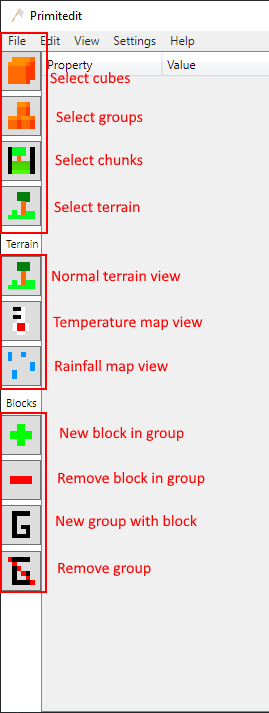 Primitedit
File Edit View Settings Help
Property Value
Select cubes
Select groups
Select chunks
Select terrain
Terrain
Normal terrain view
Temperature map view
Rainfall map view
Blocks
New block in group
Remove block in group
G New group with block
G Remove group